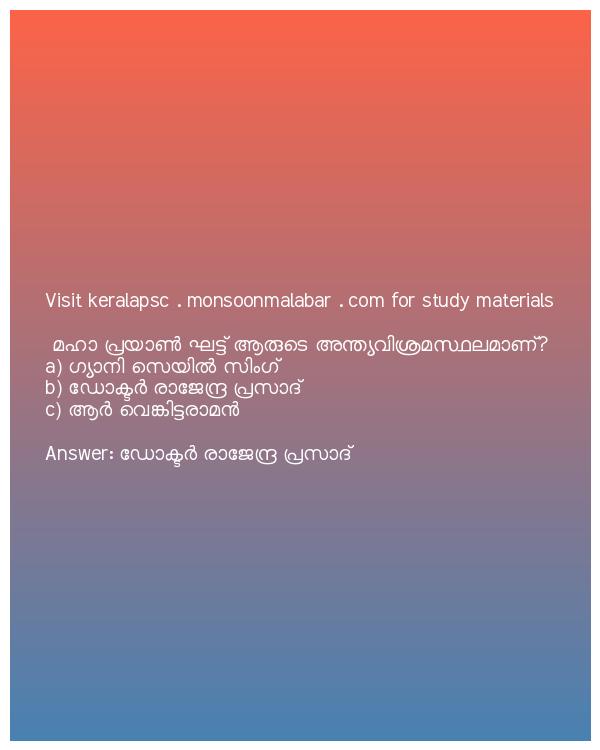 Visit keralapsc . monsoonmalabar . com for study materials
മഹാ പ്രയാൺ ഘട്ട് ആരുടെ അന്ത്യവിശ്രമസ്ഥലമാണ്?
a) ഗ്യാനി സെയിൽ സിംഗ്
b) ഡോക്ടർ രാജേന്ദ്ര പ്രസാദ്
c) ആർ വെങ്കിട്ടരാമൻ
Answer: ഡോക്ടർ രാജേന്ദ്ര പ്രസാദ്